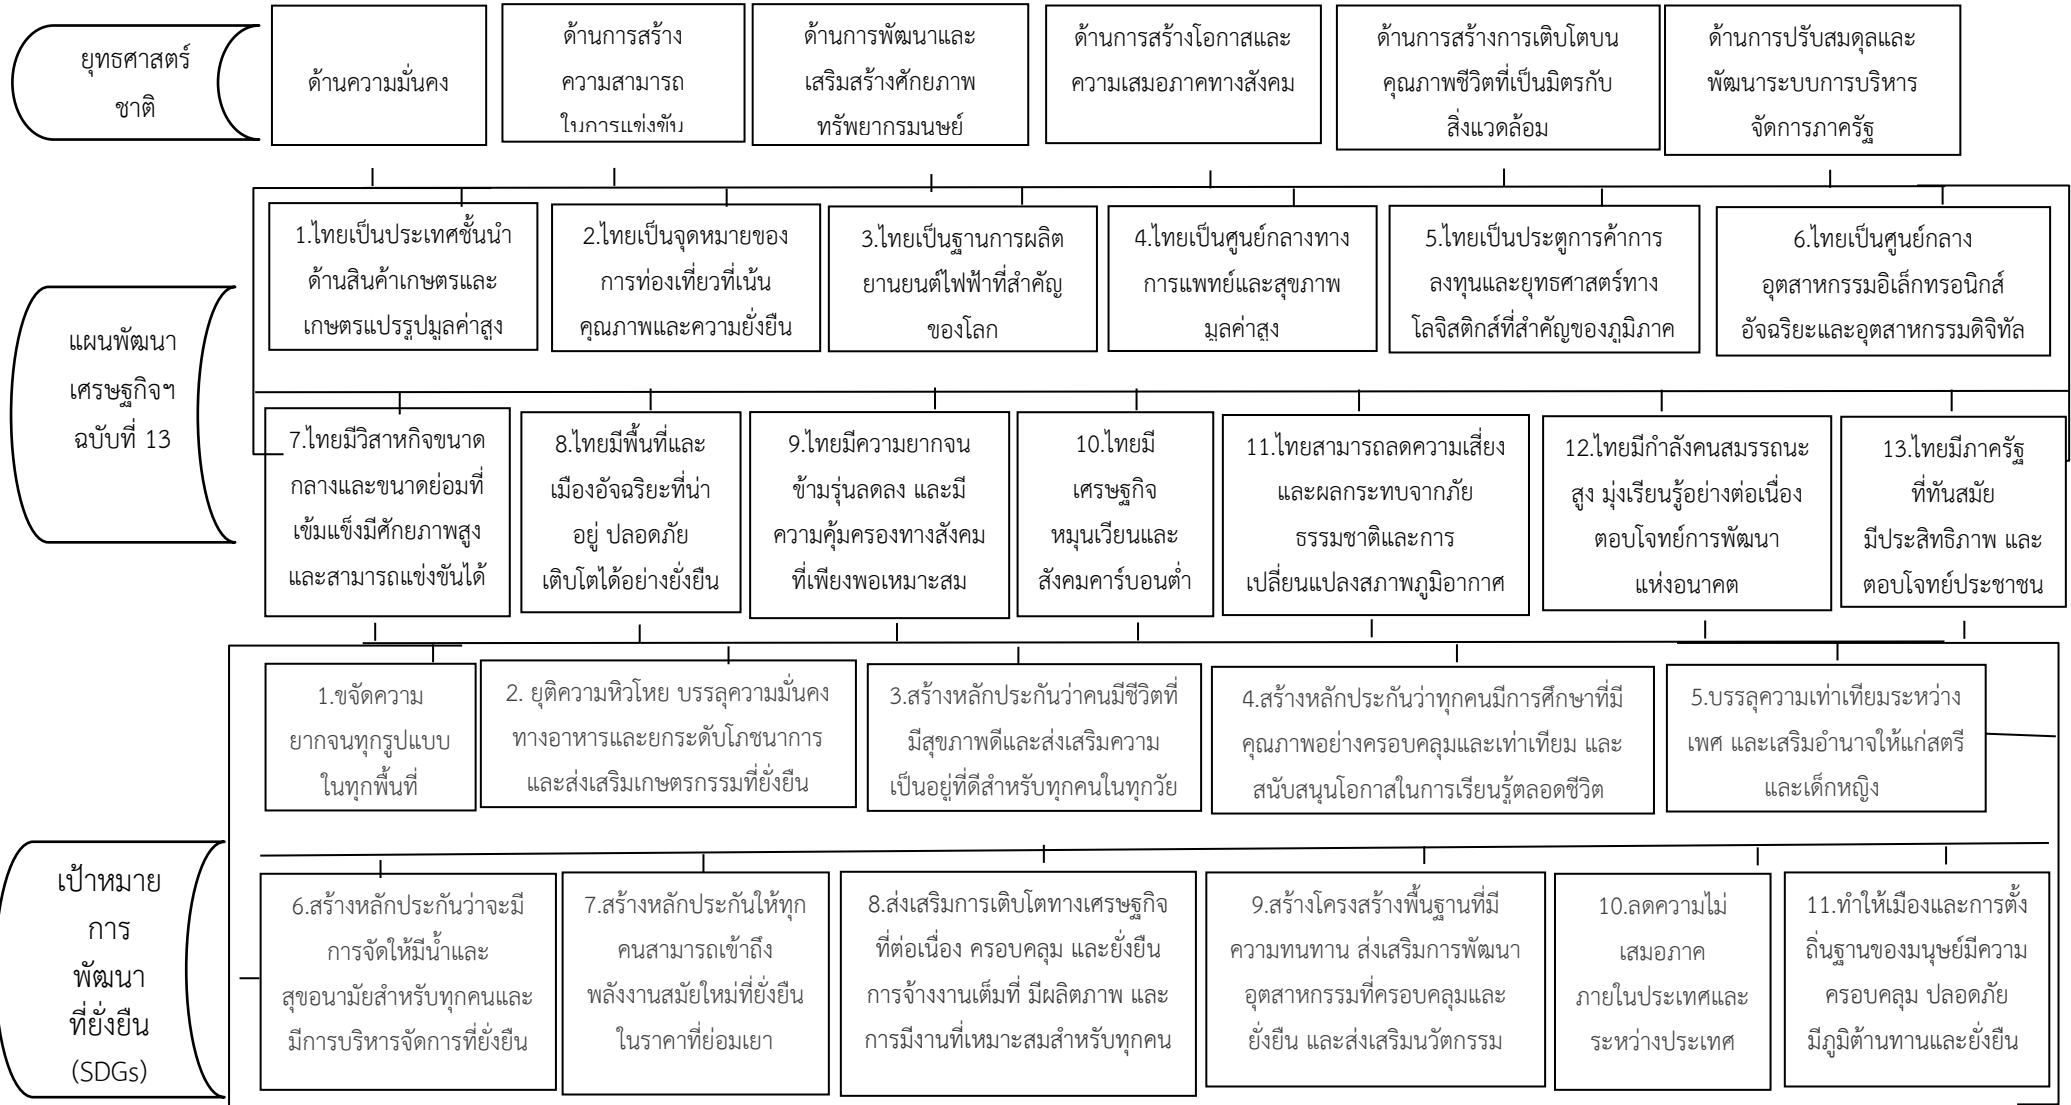 ยุทธศาสตร์
ชาติ
ด้านความมั่นคง
ด้านการสร้าง
ความสามารถ
ในการแข่งขัน
ด้านการพัฒนาและ
เสริมสร้างศักยภาพ
ทรัพยากรมนุษย์
ด้านการสร้างโอกาสและ
ความเสมอภาคทางสังคม
ด้านการสร้างการเติบโตบน
คุณภาพชีวิตที่เป็นมิตรกับ
สิ่งแวดล้อม
ด้านการปรับสมดุลและ
พัฒนาระบบการบริหาร
จัดการภาครัฐ
แผนพัฒนา
เศรษฐกิจฯ
ฉบับที่ 13
1.ไทยเป็นประเทศชั้นนำ
ด้านสินค้าเกษตรและ
เกษตรแปรรูปมูลค่าสูง
2.ไทยเป็นจุดหมายของ
การท่องเที่ยวที่เน้น
คุณภาพและความยั่งยืน
3.ไทยเป็นฐานการผลิต
ยานยนต์ไฟฟ้าที่สำคัญ
ของโลก
4.ไทยเป็นศูนย์กลางทาง
การแพทย์และสุขภาพ
มูลค่าสูง
5.ไทยเป็นประตูการค้าการ
ลงทุนและยุทธศาสตร์ทาง
โลจิสติกส์ที่สำคัญของภูมิภาค
6.ไทยเป็นศูนย์กลาง
อุตสาหกรรมอิเล็กทรอนิกส์
อัจฉริยะและอุตสาหกรรมดิจิทัล
7.ไทยมีวิสาหกิจขนาด
กลางและขนาดย่อมที่
เข้มแข็งมีศักยภาพสูง
และสามารถแข่งขันได้
8.ไทยมีพื้นที่และ
เมืองอัจฉริยะที่น่า
อยู่ ปลอดภัย
เติบโตได้อย่างยั่งยืน
9.ไทยมีความยากจน
ข้ามรุ่นลดลง และมี
ความคุ้มครองทางสังคม
ที่เพียงพอเหมาะสม
10.ไทยมี
เศรษฐกิจ
หมุนเวียนและ
สังคมคาร์บอนต่ำ
11.ไทยสามารถลดความเสี่ยง
และผลกระทบจากภัย
ธรรมชาติและการ
เปลี่ยนแปลงสภาพภูมิอากาศ
12.ไทยมีกำลังคนสมรรถนะ
สูง มุ่งเรียนรู้อย่างต่อเนื่อง
ตอบโจทย์การพัฒนา
แห่งอนาคต
13.ไทยมีภาครัฐ
ที่ทันสมัย
มีประสิทธิภาพ และ
ตอบโจทย์ประชาชน
เป้าหมาย
การ
พัฒนา
ที่ยั่งยืน
(SDGs)
1.ขจัดความ
ยากจนทุกรูปแบบ
ในทุกพื้นที่
2. ยุติความหิวโหย บรรลุความมั่นคง
ทางอาหารและยกระดับโภชนาการ
และส่งเสริมเกษตรกรรมที่ยั่งยืน
3.สร้างหลักประกันว่าคนมีชีวิตที่
มีสุขภาพดีและส่งเสริมความ
เป็นอยู่ที่ดีสำหรับทุกคนในทุกวัย
4.สร้างหลักประกันว่าทุกคนมีการศึกษาที่มี
คุณภาพอย่างครอบคลุมและเท่าเทียม และ
สนับสนุนโอกาสในการเรียนรู้ตลอดชีวิต
5.บรรลุความเท่าเทียมระหว่าง
เพศ และเสริมอำนาจให้แก่สตรี
และเด็กหญิง
6.สร้างหลักประกันว่าจะมี
การจัดให้มีน้ำและ
สุขอนามัยสำหรับทุกคนและ
มีการบริหารจัดการที่ยั่งยืน
7.สร้างหลักประกันให้ทุก
คนสามารถเข้าถึง
พลังงานสมัยใหม่ที่ยั่งยืน
ในราคาที่ย่อมเยา
8.ส่งเสริมการเติบโตทางเศรษฐกิจ
ที่ต่อเนื่อง ครอบคลุม และยั่งยืน
การจ้างงานเต็มที่ มีผลิตภาพ และ
การมีงานที่เหมาะสมสำหรับทุกคน
9.สร้างโครงสร้างพื้นฐานที่มี
ความทนทาน ส่งเสริมการพัฒนา
อุตสาหกรรมที่ครอบคลุมและ
ยั่งยืน และส่งเสริมนวัตกรรม
10.ลดความไม่
เสมอภาค
ภายในประเทศและ
ระหว่างประเทศ
11.ทำให้เมืองและการตั้ง
ถิ่นฐานของมนุษย์มีความ
ครอบคลุม ปลอดภัย
มีภูมิต้านทานและยั่งยืน